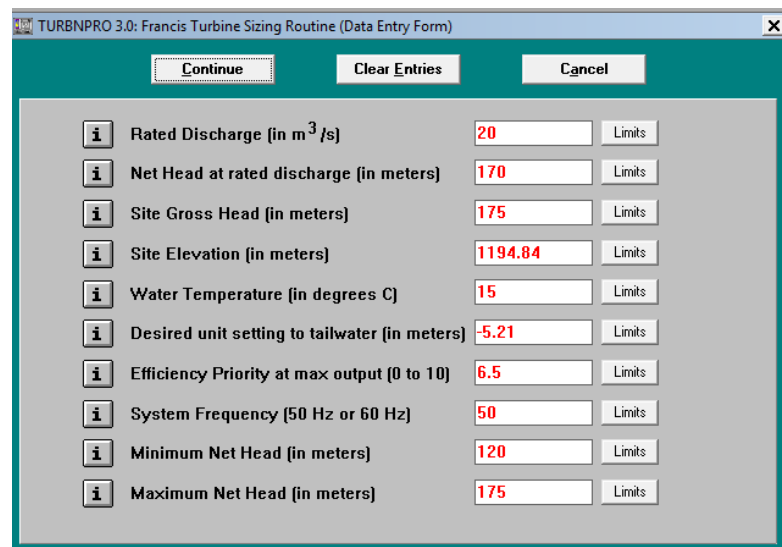 TURBNPRO 3.0: Francis Turbine Sizing Routine (Data Entry Form) X
Continue Clear Entries Cancel
i Rated Discharge (in m³/s) 20 Limits
i Net Head at rated discharge (in meters) 170 Limits
i Site Gross Head (in meters) 175 Limits
i Site Elevation (in meters) 1194.84 Limits
i Water Temperature (in degrees C) 15 Limits
i Desired unit setting to tailwater (in meters) -5.21 Limits
i Efficiency Priority at max output (0 to 10) 6.5 Limits
i System Frequency (50 Hz or 60 Hz) 50 Limits
i Minimum Net Head (in meters) 120 Limits
i Maximum Net Head (in meters) 175 Limits